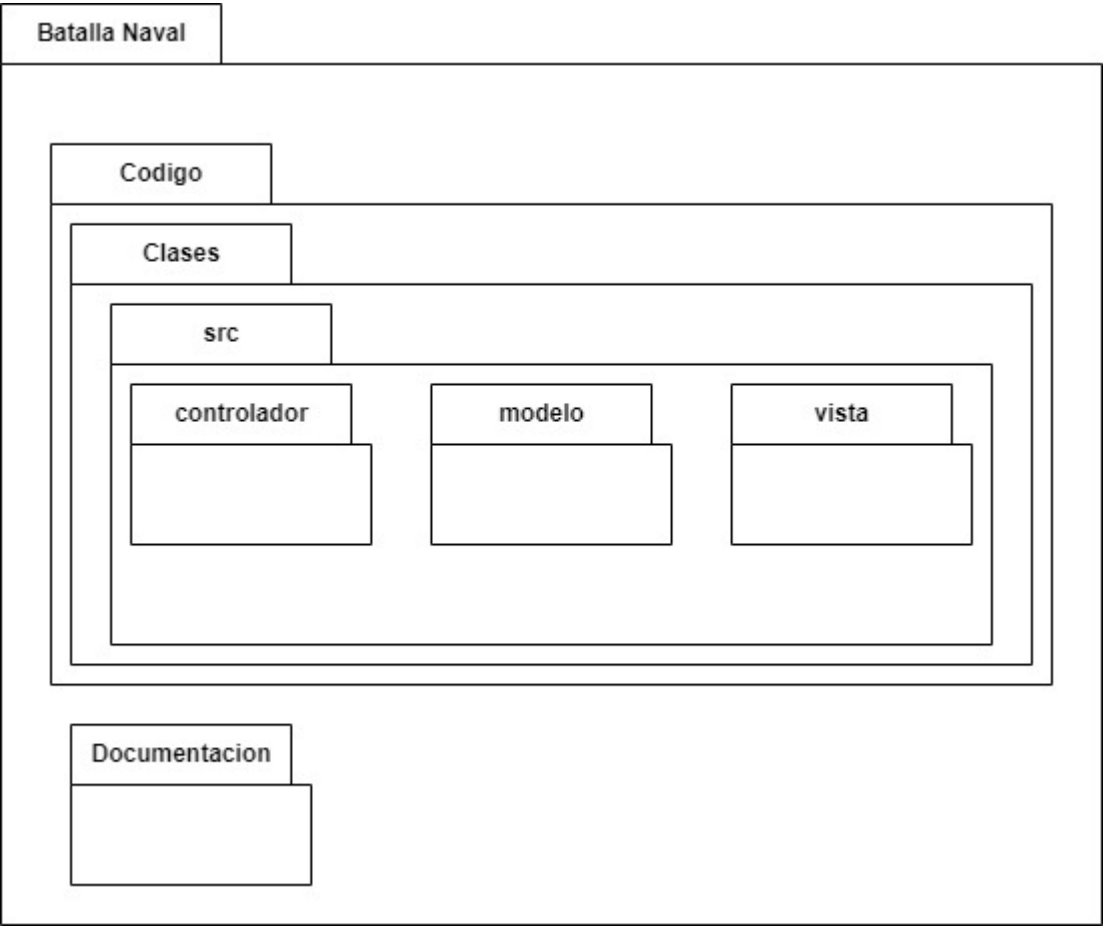 Batalla Naval
Codigo
Clases
src
controlador
modelo
vista
Documentacion